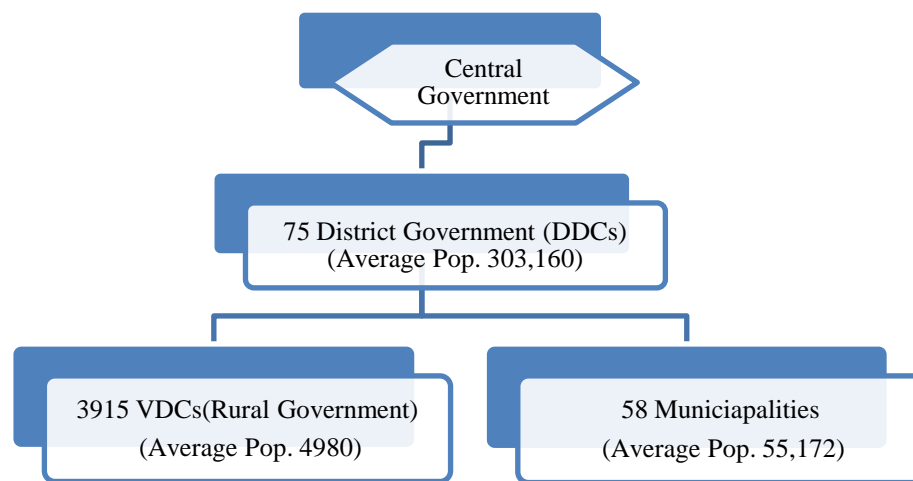 Central
Government
75 District Government (DDCs)
(Average Pop. 303,160)
3915 VDCs(Rural Government)
(Average Pop. 4980)
58 Municiapalities
(Average Pop. 55,172)